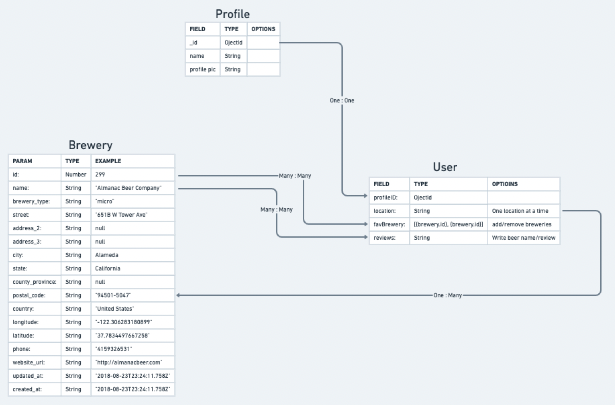 Profile
FIELD TYPE OPTIONS
_id OjectId
name String
profile pic String
One : One
Brewery
PARAM TYPE EXAMPLE
id: Number 299
name: String "Almanac Beer Company"
brewery_type: String "micro"
street: String "651B W Tower Ave"
address_2: String null
address_3: String null
city: String Alameda
state: String California
county_province: String null
postal_code: String "94501-5047"
country: String "United States"
longitude: String "-122.306283180899"
latitude: String "37.7834497667258"
phone: String "4159326531"
website_url: String "http://almanacbeer.com"
updated_at: String "2018-08-23T23:24:11.758Z"
created_at: String "2018-08-23T23:24:11.758Z"
Many : Many
Many : Many
User
FIELD TYPE OPTIOINS
profileID: OjectId
location: String One location at a time
favBrewery: [{brewery.id}, {brewery.id}] add/remove breweries
reviews: String Write beer name/review
One : Many